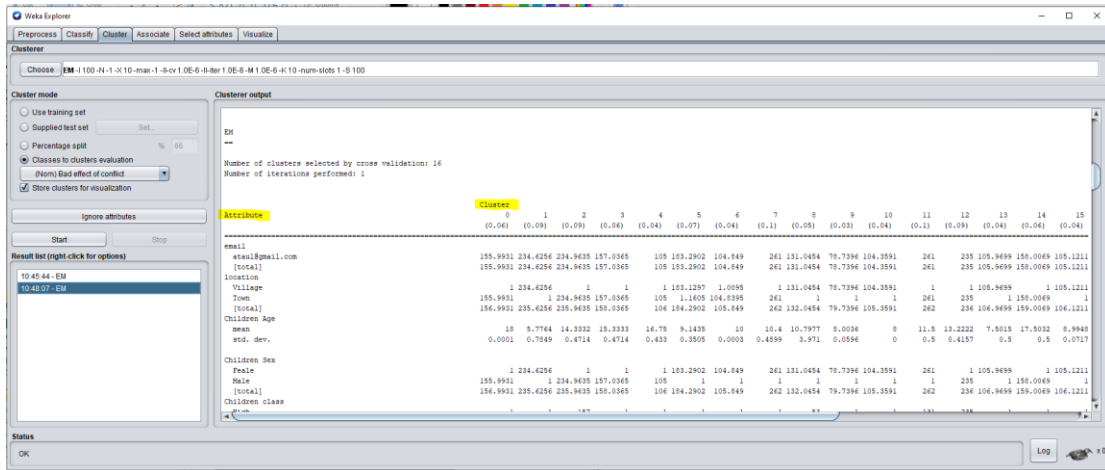 Weka Explorer
Preprocess Classify Cluster Associate Select attributes Visualize
Clusterer
Choose EM -I 100 -N -1 -X 10 -max -1 -ll-cv 1.0E-6 -ll-iter 1.0E-6 -M 1.0E-6 -K 10 -num-slots 1 -S 100
Cluster mode
Use training set
Supplied test set Set...
Percentage split % 66
Classes to clusters evaluation
(Nom) Bad effect of conflict
Store clusters for visualization
Ignore attributes
Start Stop
Result list (right-click for options)
10:45:44 - EM
10:48:07 - EM
Clusterer output
EM
==
Number of clusters selected by cross validation: 16
Number of iterations performed: 1
Cluster
Attribute 0 1 2 3 4 5 6 7 8 9 10 11 12 13 14 15
(0.06) (0.09) (0.09) (0.06) (0.04) (0.07) (0.04) (0.1) (0.05) (0.03) (0.04) (0.1) (0.09) (0.04) (0.06) (0.04)
email
ataul@gmail.com 155.9931 234.6256 234.9635 157.0365 105 183.2902 104.849 261 131.0454 78.7396 104.3591 261 235 105.9699 158.0069 105.1211
[total] 155.9931 234.6256 234.9635 157.0365 105 183.2902 104.849 261 131.0454 78.7396 104.3591 261 235 105.9699 158.0069 105.1211
location
Village 1 234.6256 1 1 1 183.1297 1.0095 1 131.0454 78.7396 104.3591 1 1 105.9699 1 105.1211
Town 155.9931 1 234.9635 157.0365 105 1.1605 104.8395 261 1 1 1 261 235 1 158.0069 1
[total] 156.9931 235.6256 235.9635 158.0365 106 184.2902 105.849 262 132.0454 79.7396 105.3591 262 236 106.9699 159.0069 106.1211
Children Age
mean 18 5.7764 14.3332 15.3333 16.75 9.1435 10 10.4 10.7977 8.0036 8 11.5 13.2222 7.5015 17.5032 8.9948
std. dev. 0.0001 0.7849 0.4714 0.4714 0.433 0.3505 0.0003 0.4899 3.971 0.0596 0 0.5 0.4157 0.5 0.5 0.0717
Children Sex
Feale 1 234.6256 1 1 1 183.2902 104.849 261 131.0454 78.7396 104.3591 261 1 105.9699 1 105.1211
Male 155.9931 1 234.9635 157.0365 105 1 1 1 1 1 1 1 235 1 158.0069 1
[total] 156.9931 235.6256 235.9635 158.0365 106 184.2902 105.849 262 132.0454 79.7396 105.3591 262 236 106.9699 159.0069 106.1211
Children class
Status
OK
Log
x 0